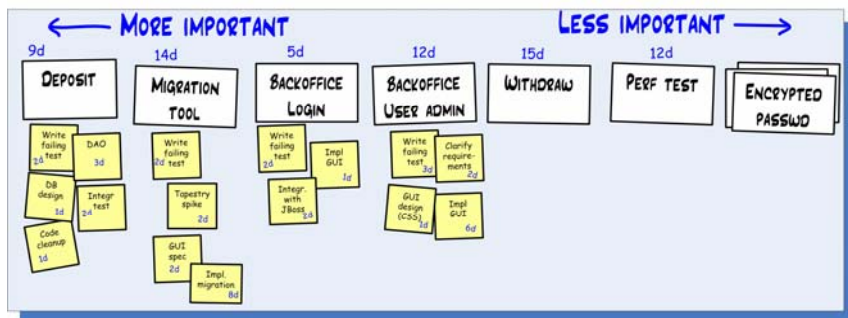 MORE IMPORTANT
LESS IMPORTANT
9d
14d
5d
12d
15d
12d
DEPOSIT
MIGRATION
TOOL
BACKOFFICE
LOGIN
BACKOFFICE
USER ADMIN
WITHDRAW
PERF TEST
ENCRYPTED
PASSWD
Write
failing
test
2d
DAO
3d
DB
design
1d
Integr
test
2d
Code
cleanup
1d
Write
failing
test
2d
Tapestry
spike
2d
GUI
spec
2d
Impl.
migration
8d
Write
failing
test
2d
Impl
GUI
1d
Integr.
with
JBoss
2d
Write
failing
test
3d
Clarify
require-
ments
2d
GUI
design
(CSS)
1d
Impl
GUI
6d